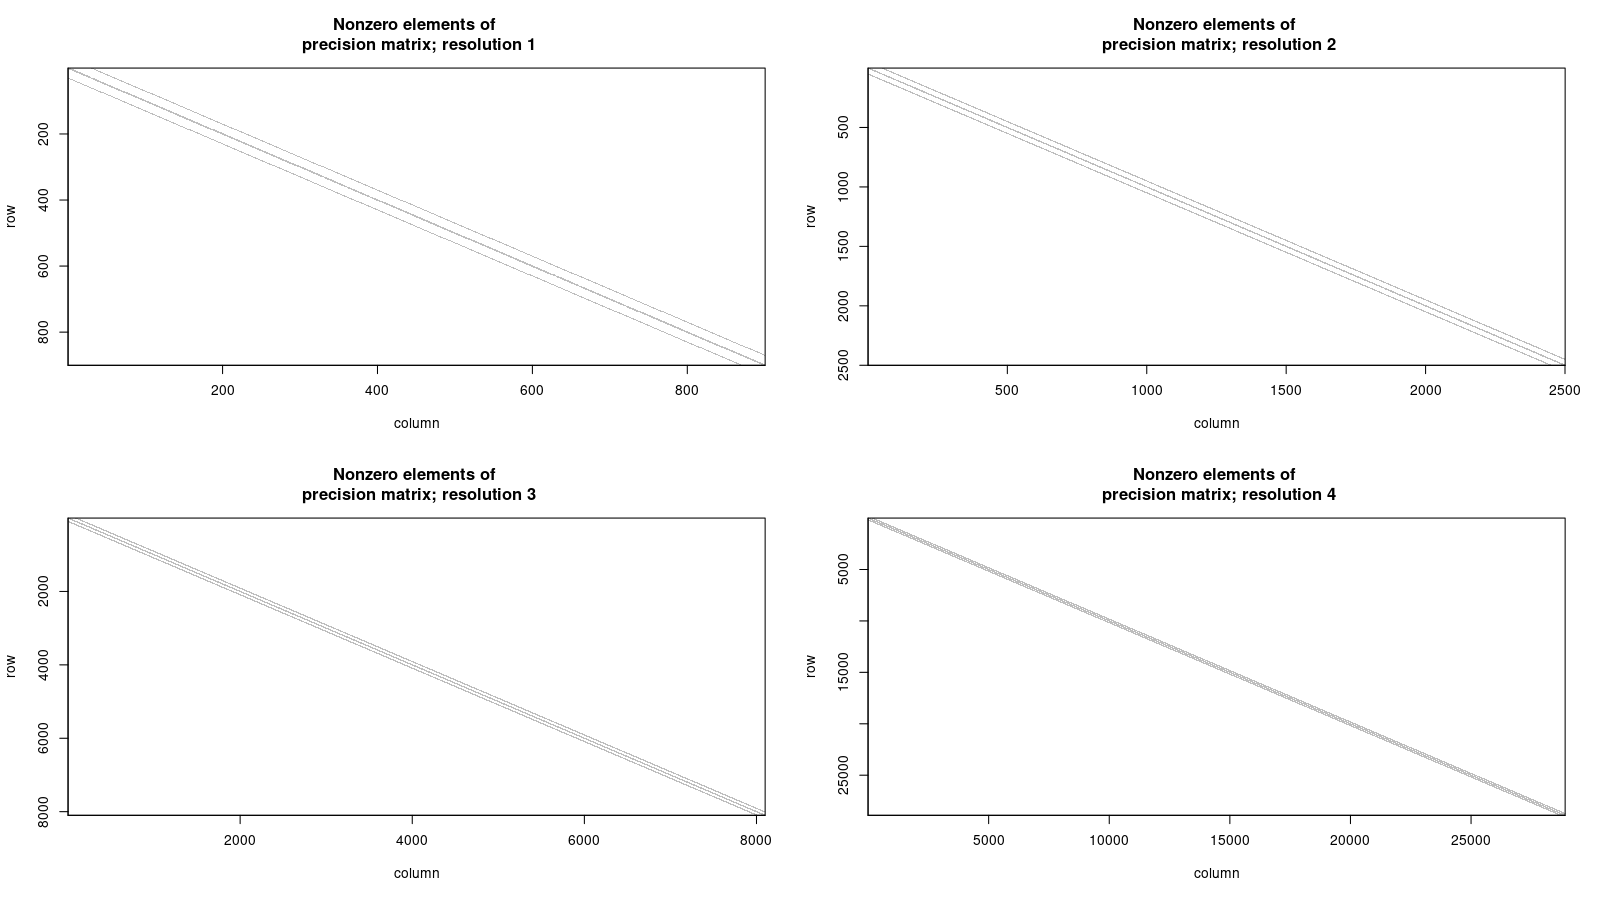 Nonzero elements of
precision matrix; resolution 1
row
200
400
600
800
200 400 600 800
column
Nonzero elements of
precision matrix; resolution 2
row
500
1000
1500
2000
2500
500 1000 1500 2000 2500
column
Nonzero elements of
precision matrix; resolution 3
row
2000
4000
6000
8000
2000 4000 6000 8000
column
Nonzero elements of
precision matrix; resolution 4
row
5000
15000
25000
5000 10000 15000 20000 25000
column